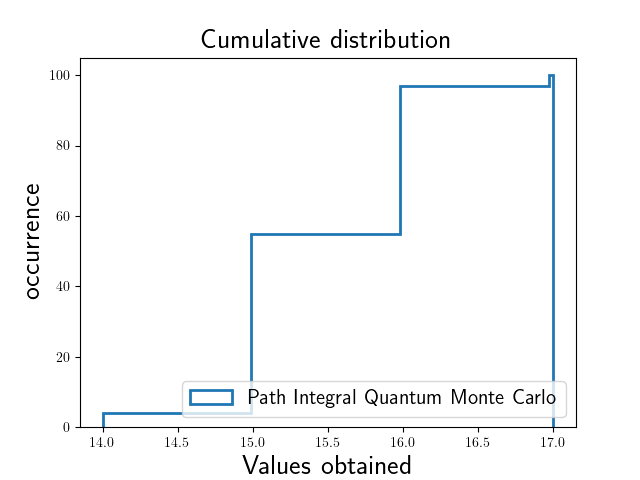 Cumulative distribution
100
80
60
40
20
0
occurrence
Path Integral Quantum Monte Carlo
14.0 14.5 15.0 15.5 16.0 16.5 17.0
Values obtained